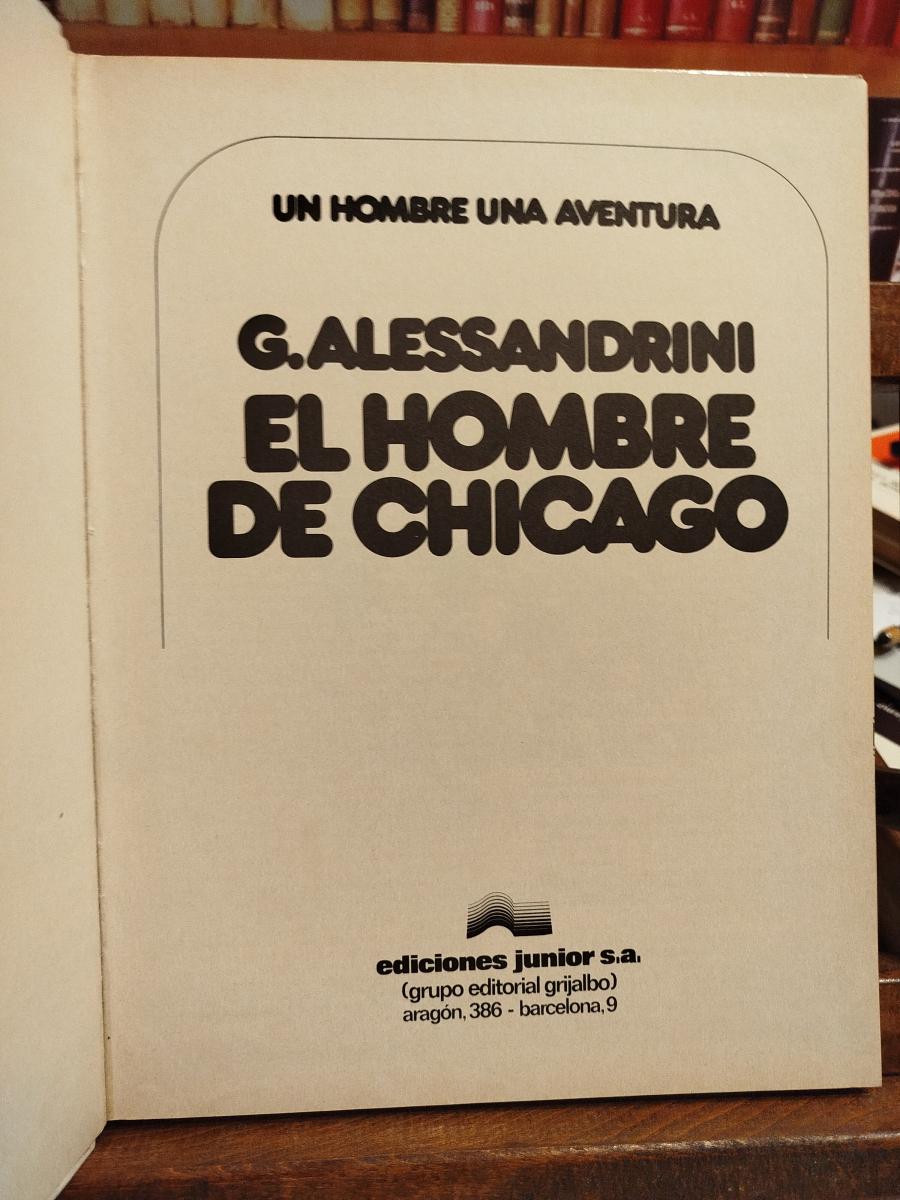 UN HOMBRE UNA AVENTURA
G. ALESSANDRINI
EL HOMBRE
DE CHICAGO
ediciones junior s.a.
(grupo editorial grijalbo)
aragón, 386 - barcelona, 9